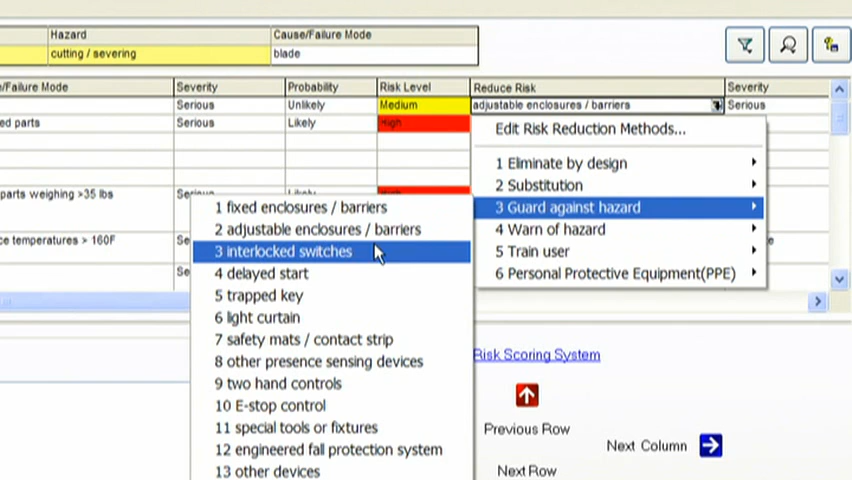 Hazard Cause/Failure Mode
cutting / severing blade
e/Failure Mode Severity Probability Risk Level Reduce Risk Severity
Serious Unlikely Medium adjustable enclosures / barriers Serious
ed parts Serious Likely High
Edit Risk Reduction Methods...
1 Eliminate by design
2 Substitution
parts weighing >35 lbs Serious Likely High
3 Guard against hazard
1 fixed enclosures / barriers
4 Warn of hazard
2 adjustable enclosures / barriers
ce temperatures > 160F Se
5 Train user
3 interlocked switches
6 Personal Protective Equipment(PPE)
Se 4 delayed start
5 trapped key
6 light curtain
7 safety mats / contact strip
Risk Scoring System
8 other presence sensing devices
9 two hand controls
10 E-stop control
11 special tools or fixtures
Previous Row
Next Column
12 engineered fall protection system
13 other devices
Next Row